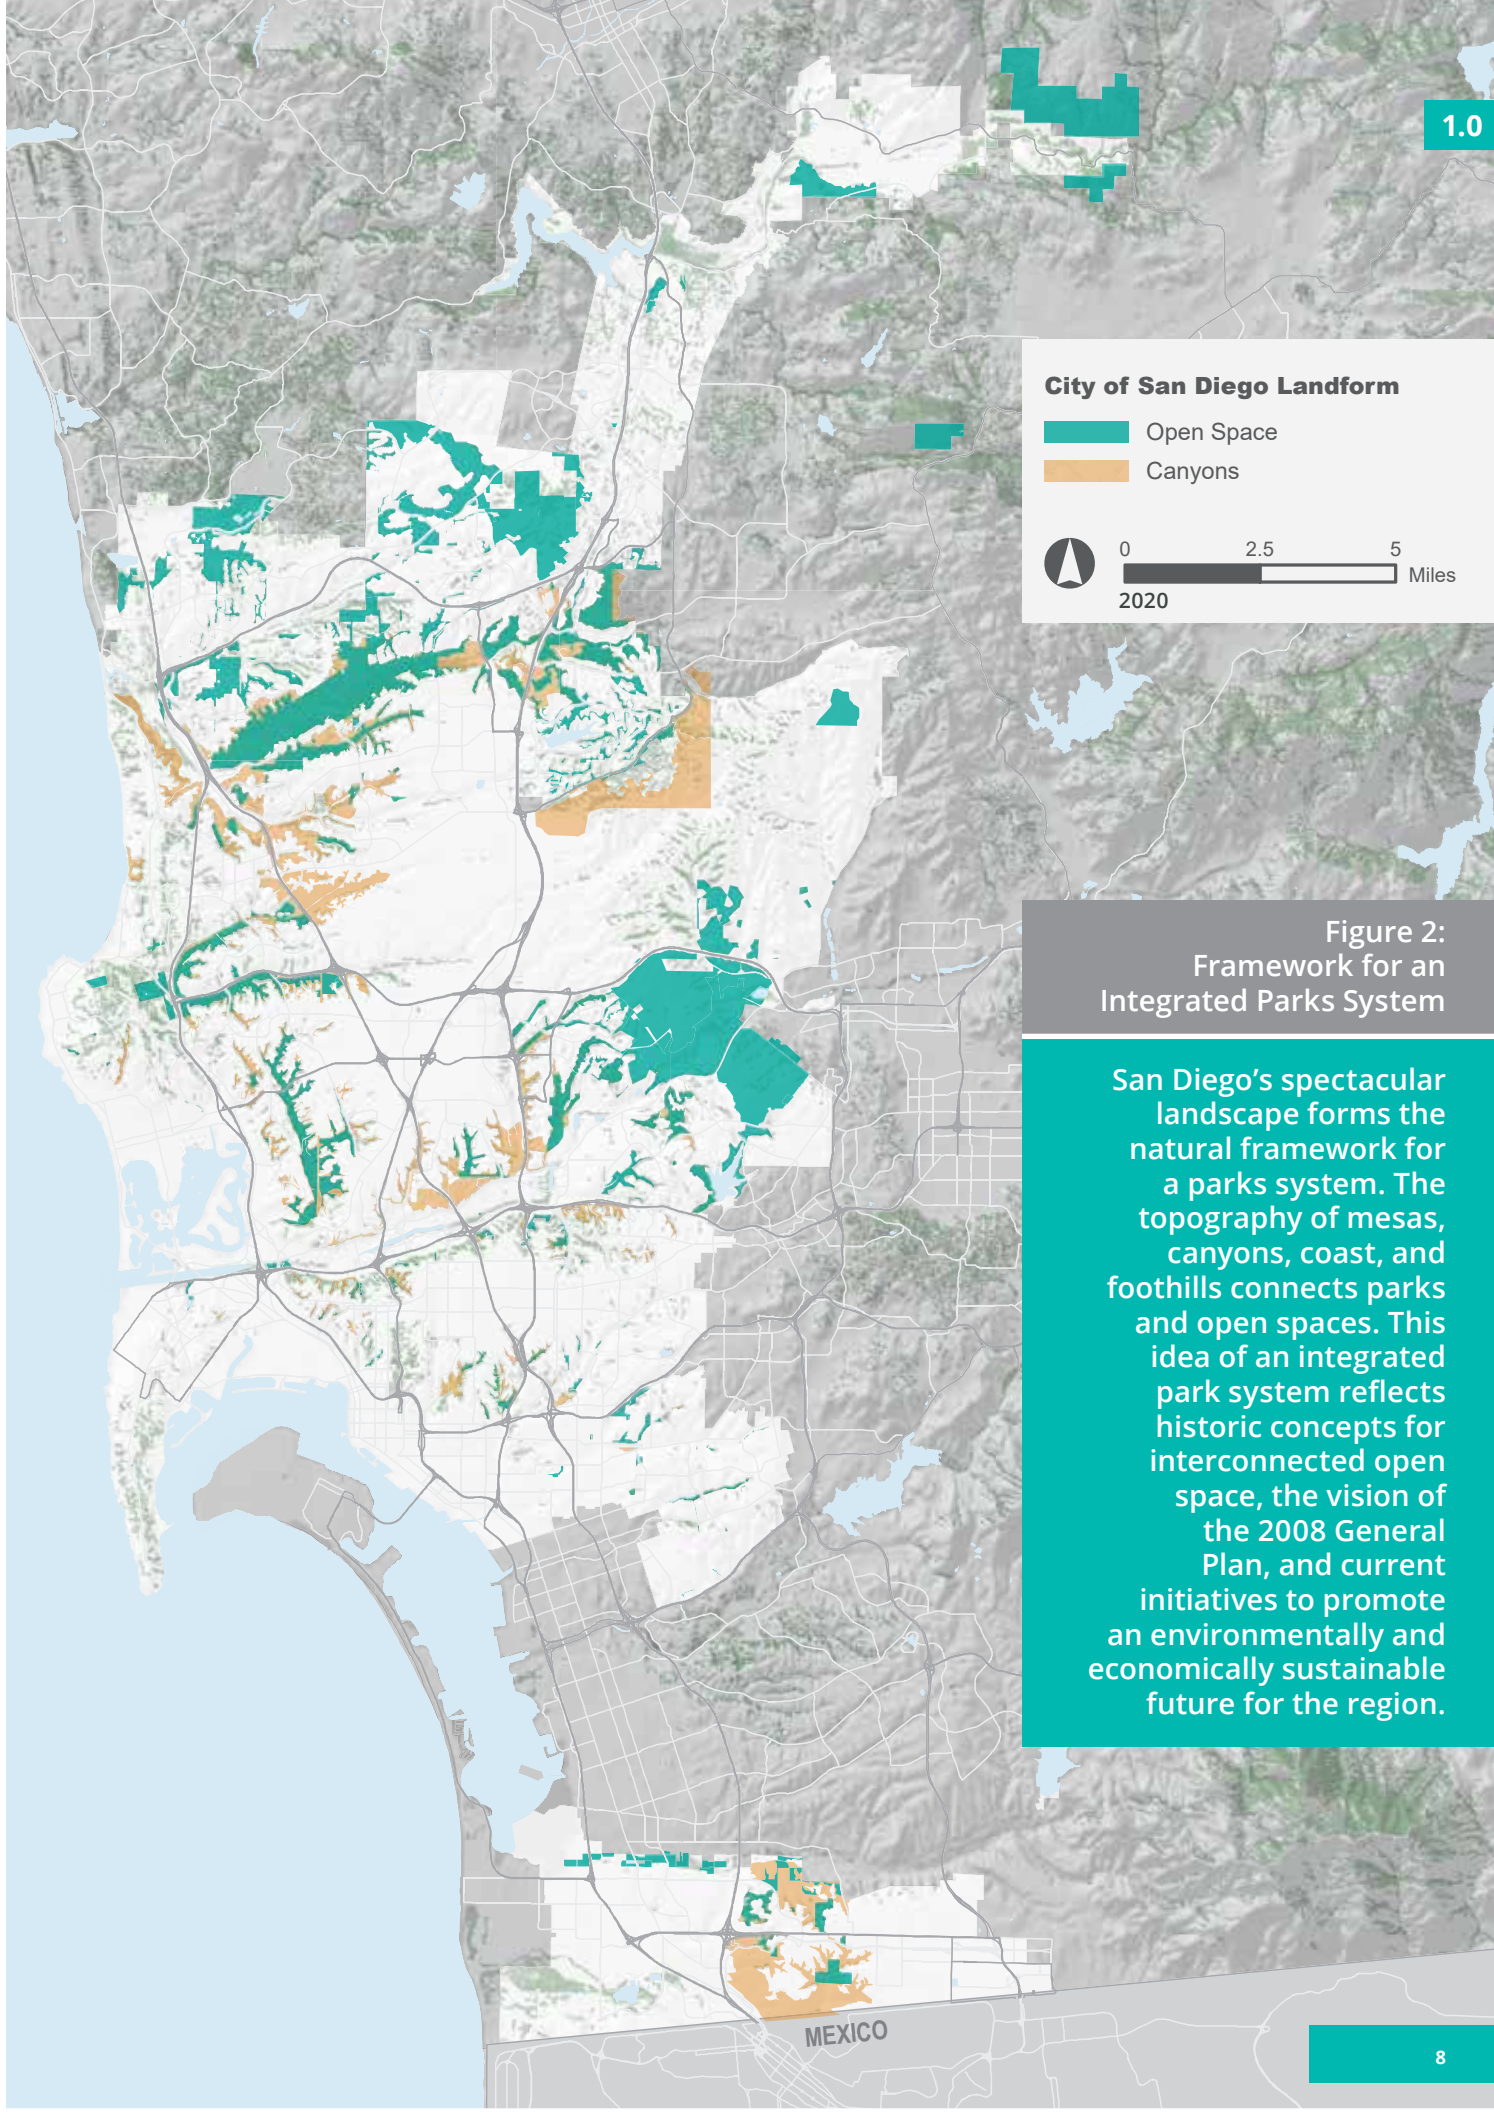 1.0
City of San Diego Landform
Open Space
Canyons
0 2.5 5
Miles
2020
Figure 2:
Framework for an
Integrated Parks System
San Diego’s spectacular
landscape forms the
natural framework for
a parks system. The
topography of mesas,
canyons, coast, and
foothills connects parks
and open spaces. This
idea of an integrated
park system reflects
historic concepts for
interconnected open
space, the vision of
the 2008 General
Plan, and current
initiatives to promote
an environmentally and
economically sustainable
future for the region.
MEXICO
8